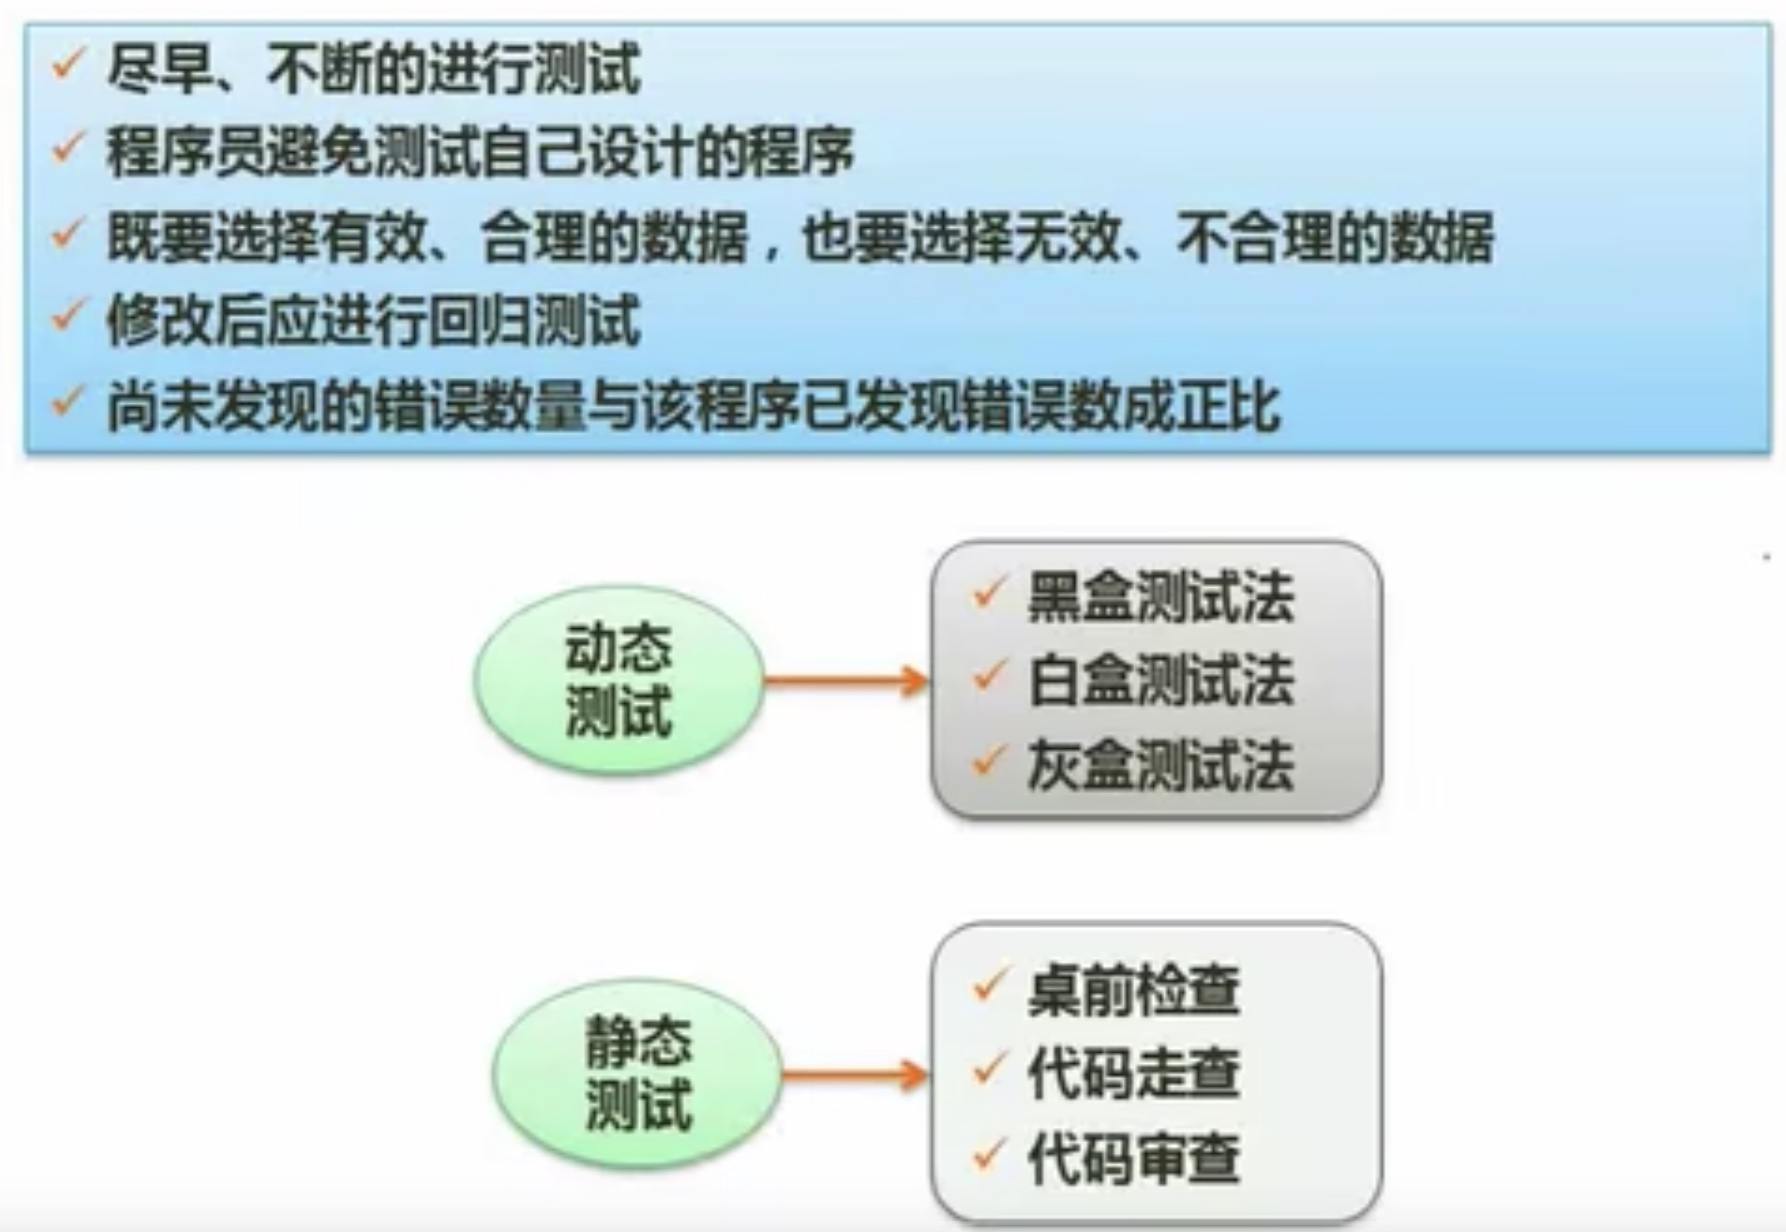 尽早、不断的进行测试
程序员避免测试自己设计的程序
既要选择有效、合理的数据，也要选择无效、不合理的数据
修改后应进行回归测试
尚未发现的错误数量与该程序已发现错误数成正比
动态
测试
黑盒测试法
白盒测试法
灰盒测试法
静态
测试
桌前检查
代码走查
代码审查